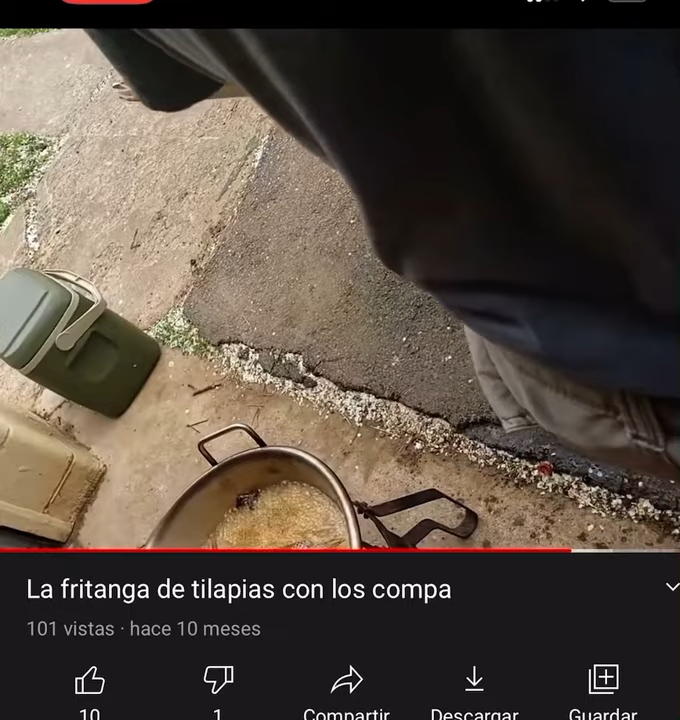 La fritanga de tilapias con los compa
101 vistas · hace 10 meses
10
1
Compartir
Descargar
Guardar